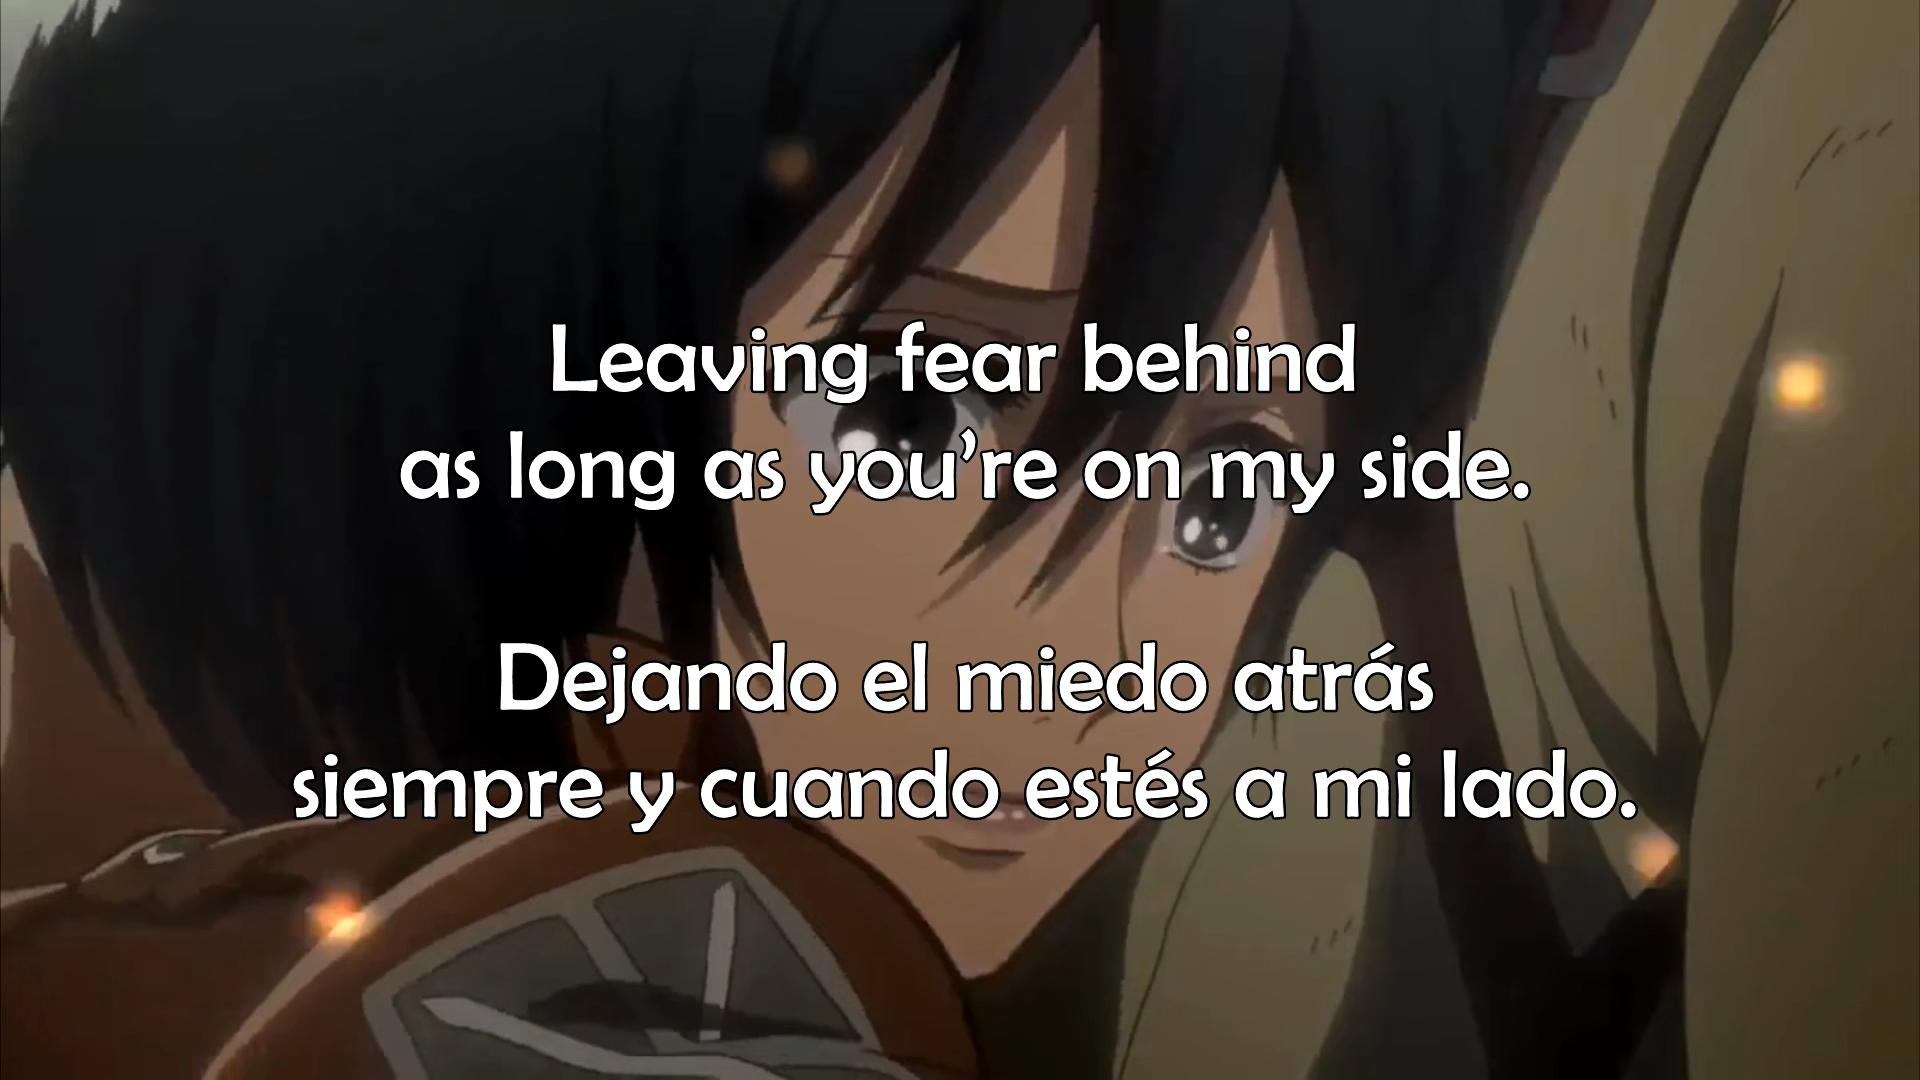 Leaving fear behind
as long as you’re on my side.
Dejando el miedo atrás
siempre y cuando estés a mi lado.